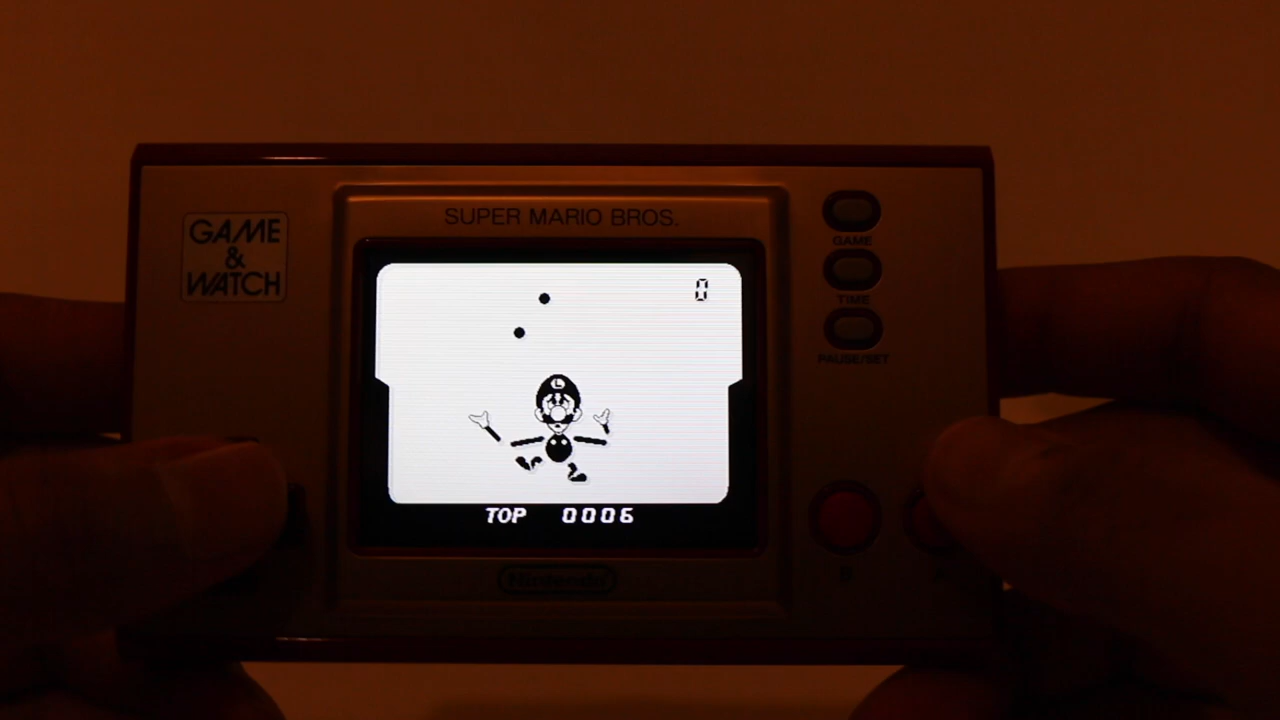 SUPER MARIO BROS.
GAME
&
WATCH
GAME
TIME
PAUSE/SET
0
L
TOP 0006
Nintendo
B